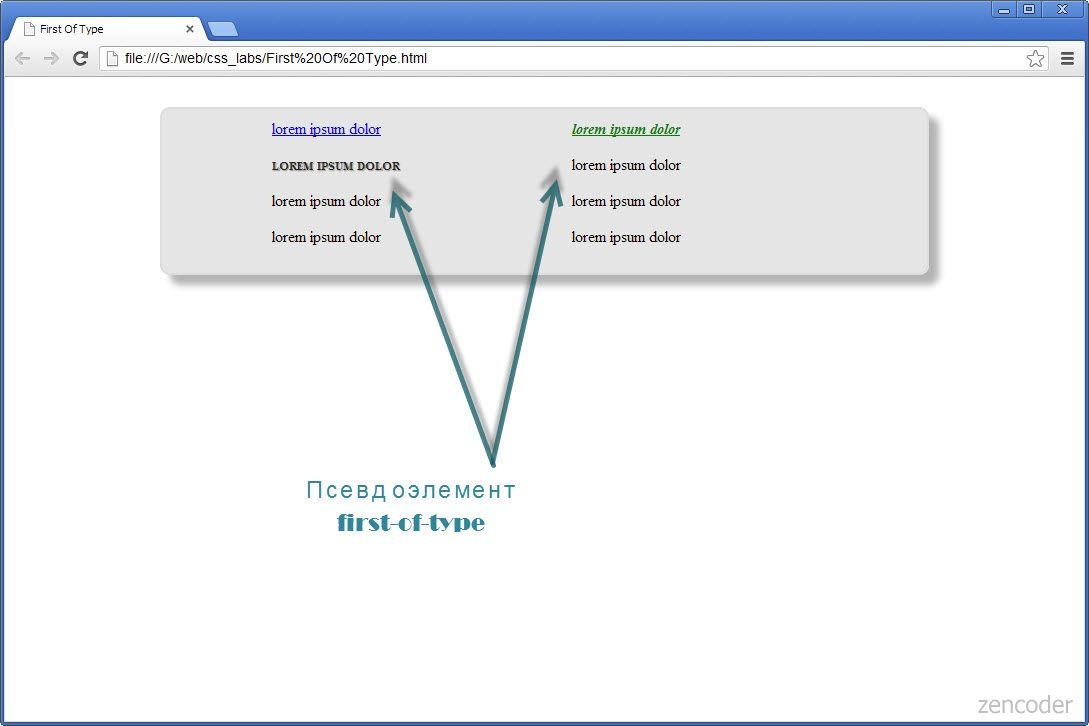 First Of Type
file:///G:/web/css_labs/First%20Of%20Type.html
lorem ipsum dolor
LOREM IPSUM DOLOR
lorem ipsum dolor
lorem ipsum dolor
lorem ipsum dolor
lorem ipsum dolor
lorem ipsum dolor
lorem ipsum dolor
Псевдоэлемент
first-of-type
zencoder